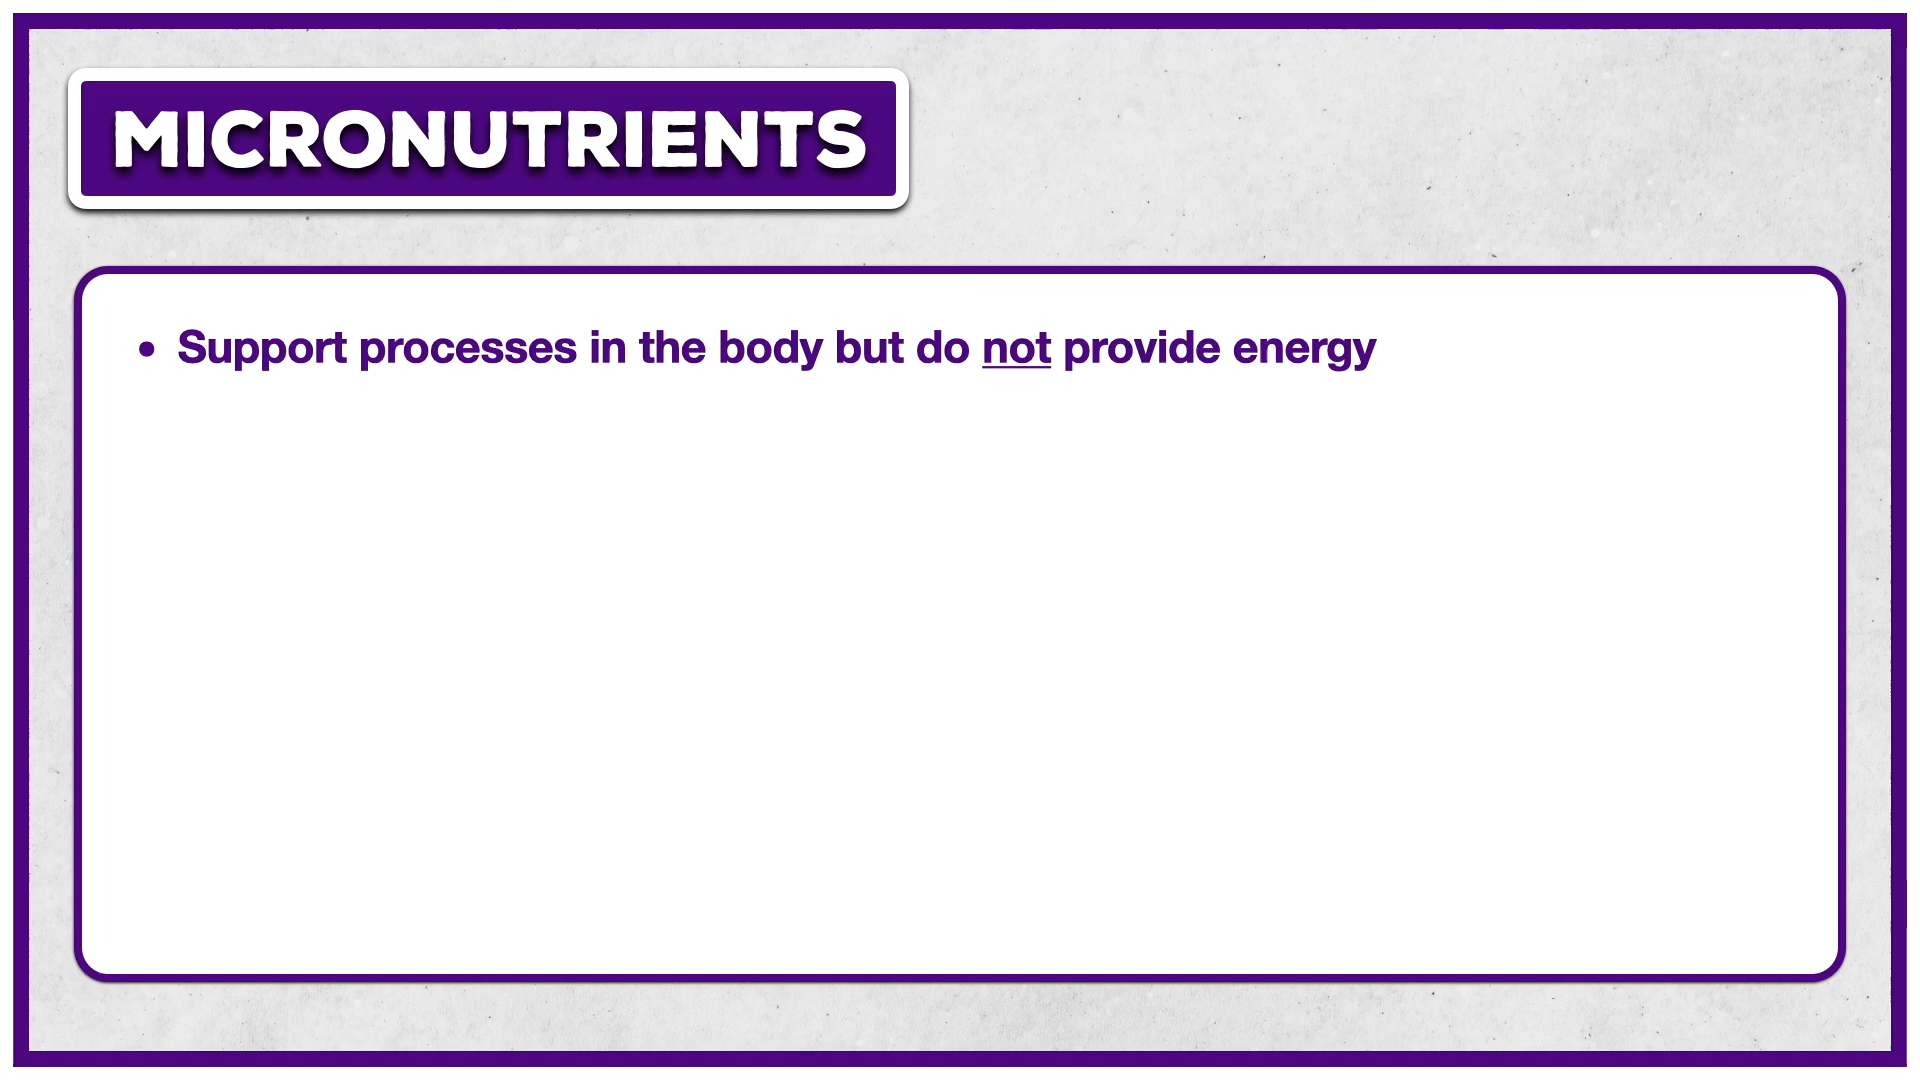 MICRONUTRIENTS
• Support processes in the body but do not provide energy